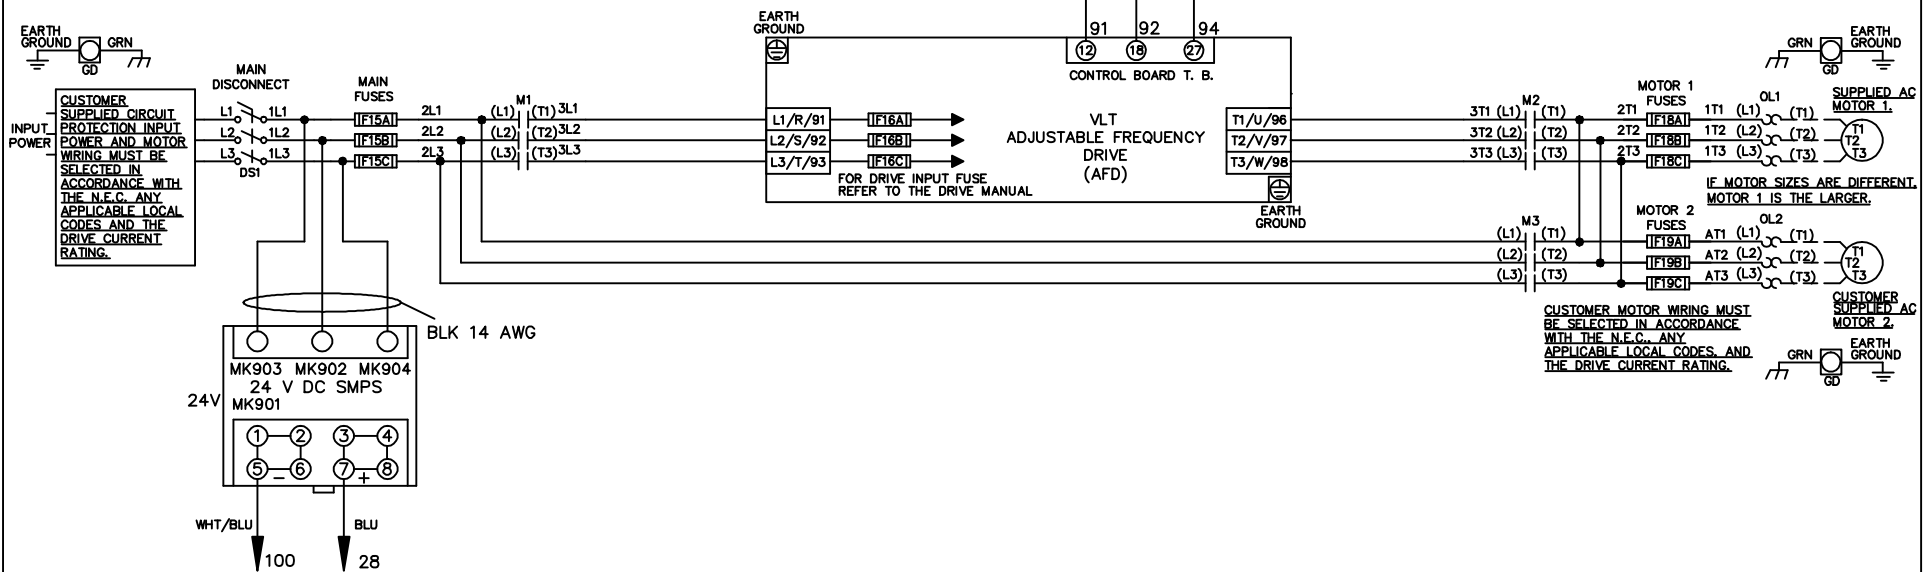 EARTH
GROUND
GRN
GD
INPUT
POWER
CUSTOMER
SUPPLIED CIRCUIT
PROTECTION INPUT
POWER AND MOTOR
WIRING MUST BE
SELECTED IN
ACCORDANCE WITH
THE N.E.C. ANY
APPLICABLE LOCAL
CODES AND THE
DRIVE CURRENT
RATING.
MAIN
DISCONNECT
L1 1L1
L2 1L2
L3 1L3
DS1
MAIN
FUSES
F15A
F15B
F15C
2L1
2L2
2L3
M1
(L1) (T1) 3L1
(L2) (T2) 3L2
(L3) (T3) 3L3
EARTH
GROUND
91 92 94
12 18 27
CONTROL BOARD T. B.
L1/R/91
L2/S/92
L3/T/93
F16A
F16B
F16C
FOR DRIVE INPUT FUSE
REFER TO THE DRIVE MANUAL
VLT
ADJUSTABLE FREQUENCY
DRIVE
(AFD)
T1/U/96
T2/V/97
T3/W/98
EARTH
GROUND
M2
3T1 (L1) (T1)
3T2 (L2) (T2)
3T3 (L3) (T3)
MOTOR 1
FUSES
2T1 F18A 1T1 (L1)
2T2 F18B 1T2 (L2)
2T3 F18C 1T3 (L3)
OL1
(T1)
(T2)
(T3)
T1
T2
T3
GRN
GD
EARTH
GROUND
SUPPLIED AC
MOTOR 1.
IF MOTOR SIZES ARE DIFFERENT,
MOTOR 1 IS THE LARGER.
M3
(L1) (T1)
(L2) (T2)
(L3) (T3)
MOTOR 2
FUSES
F19A AT1 (L1)
F19B AT2 (L2)
F19C AT3 (L3)
OL2
(T1)
(T2)
(T3)
T1
T2
T3
CUSTOMER
SUPPLIED AC
MOTOR 2.
CUSTOMER MOTOR WIRING MUST
BE SELECTED IN ACCORDANCE
WITH THE N.E.C., ANY
APPLICABLE LOCAL CODES, AND
THE DRIVE CURRENT RATING.
GRN
GD
EARTH
GROUND
BLK 14 AWG
MK903 MK902 MK904
24 V DC SMPS
24V
MK901
1 2 3 4
5 6 7 8
− +
WHT/BLU BLU
100 28